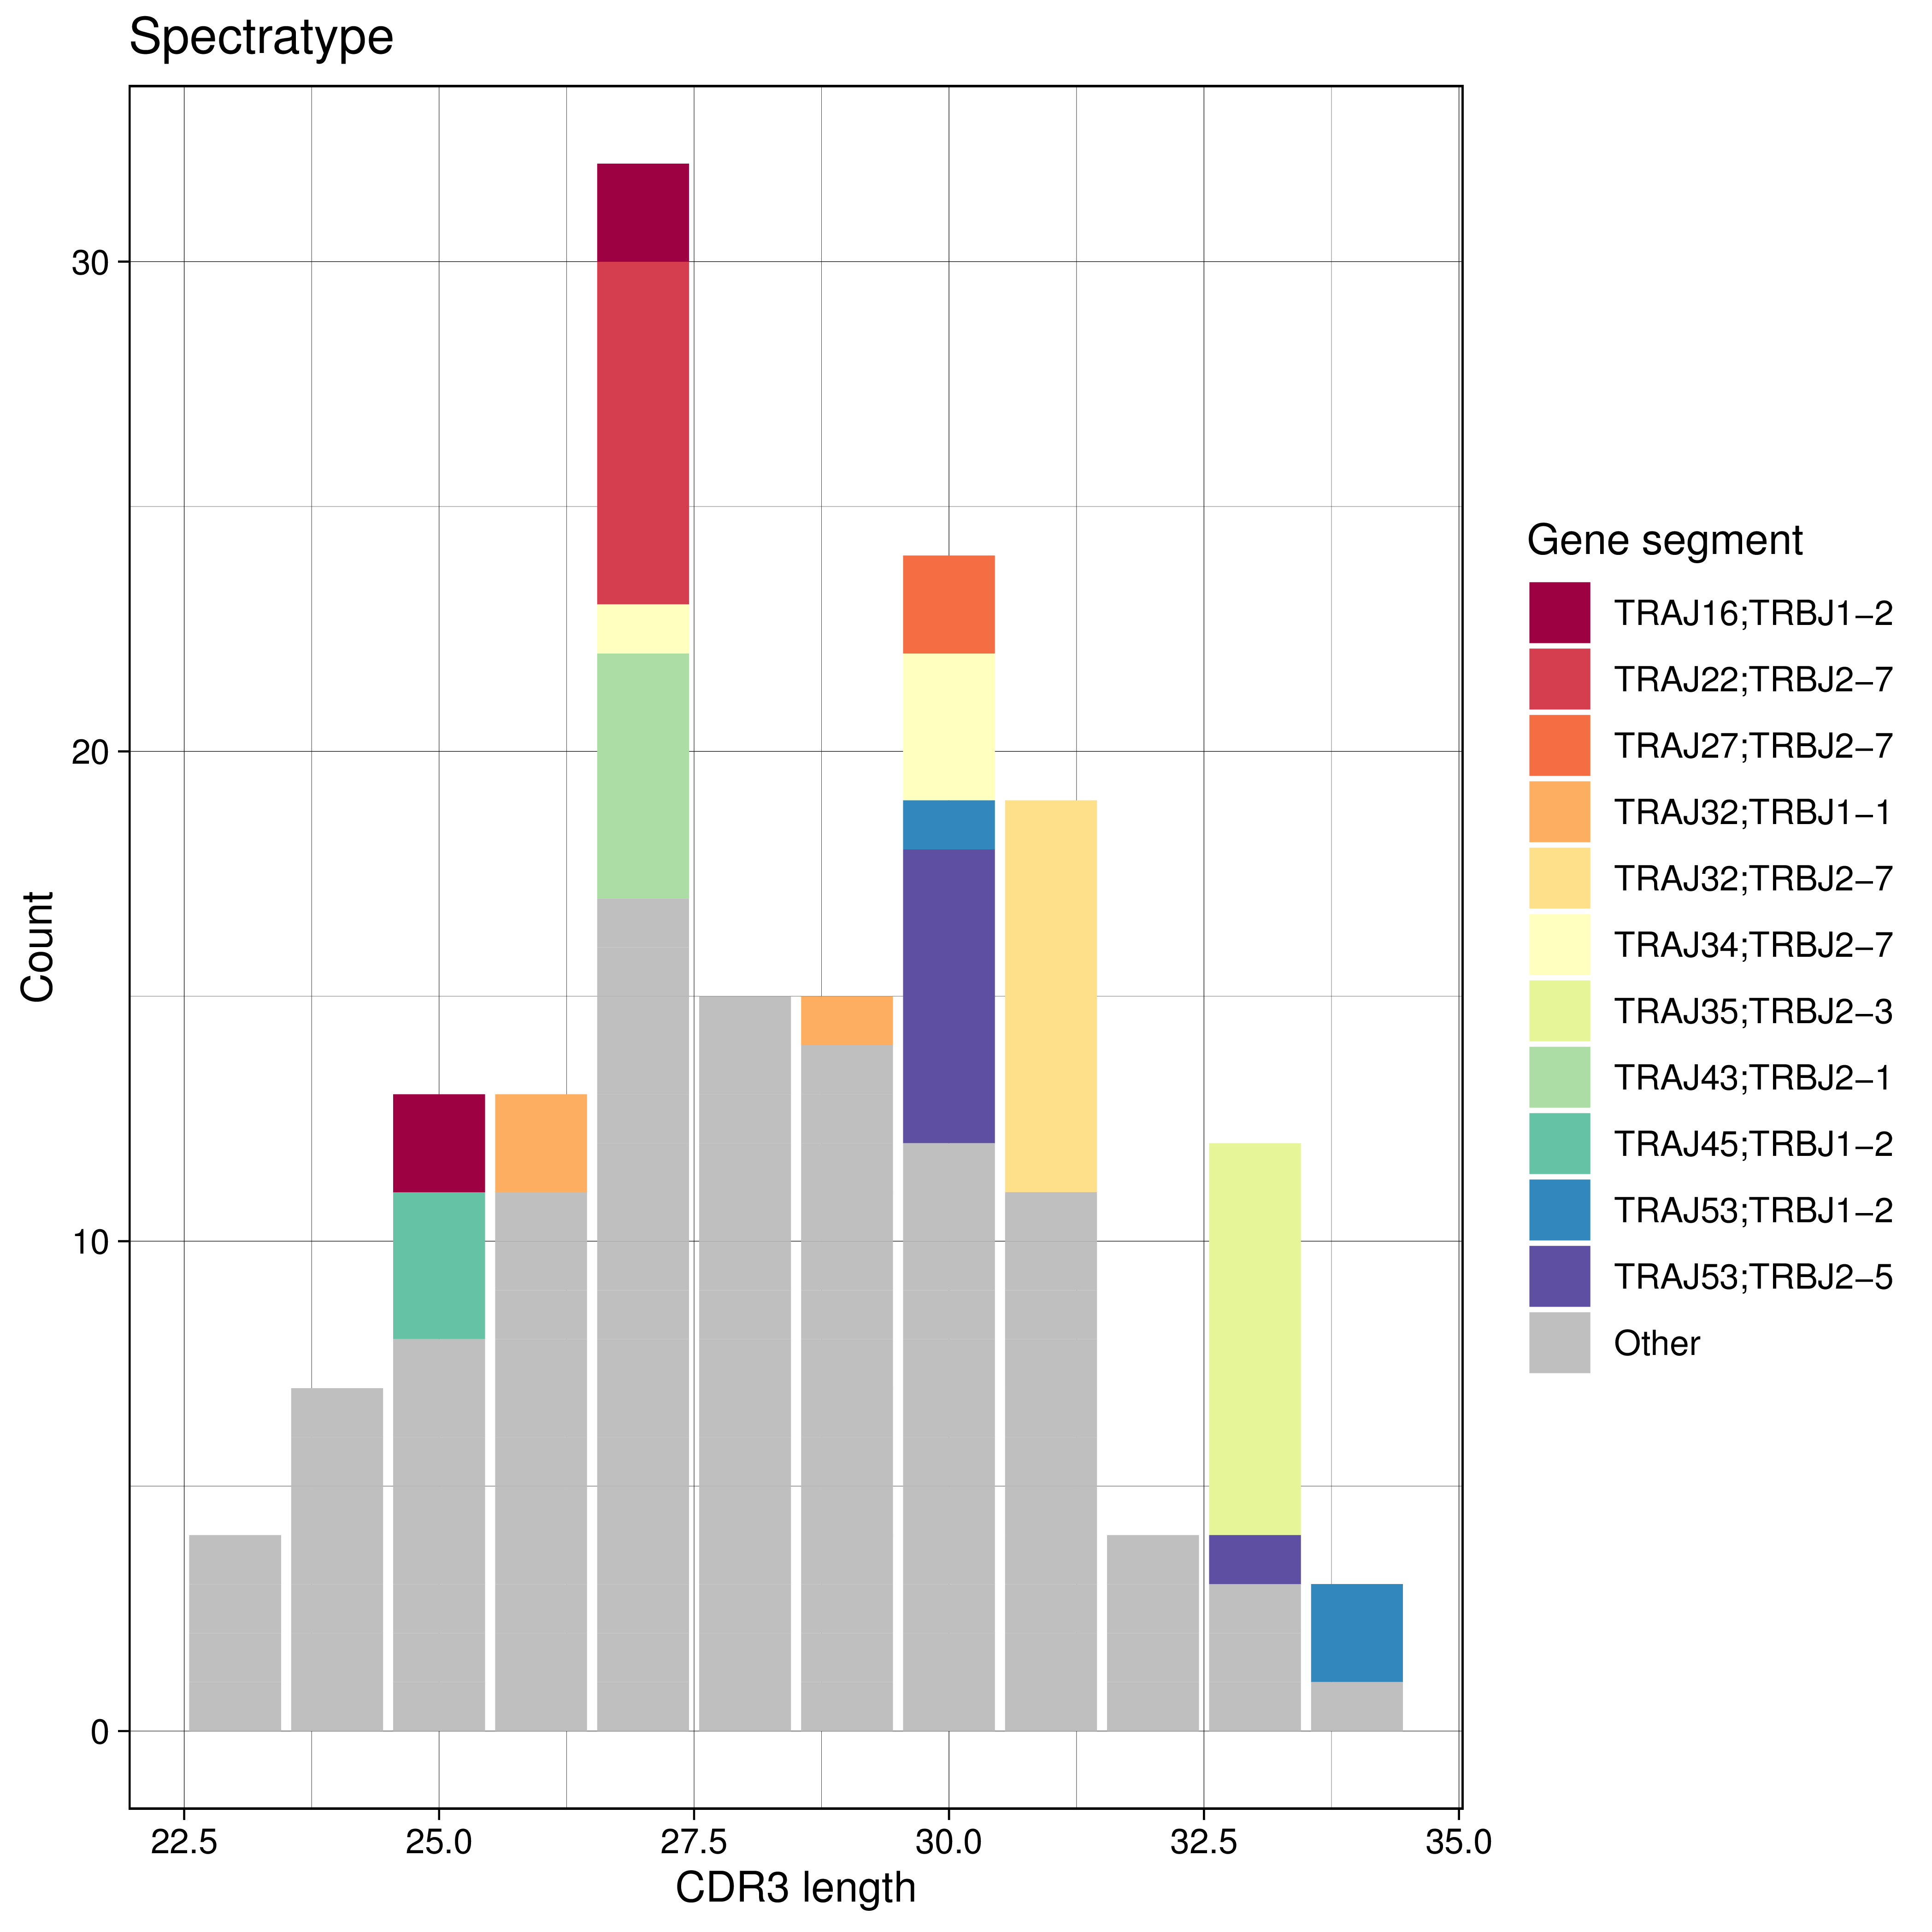 Spectratype
Count
30
20
10
0
22.5 25.0 27.5 30.0 32.5 35.0
CDR3 length
Gene segment
TRAJ16;TRBJ1−2
TRAJ22;TRBJ2−7
TRAJ27;TRBJ2−7
TRAJ32;TRBJ1−1
TRAJ32;TRBJ2−7
TRAJ34;TRBJ2−7
TRAJ35;TRBJ2−3
TRAJ43;TRBJ2−1
TRAJ45;TRBJ1−2
TRAJ53;TRBJ1−2
TRAJ53;TRBJ2−5
Other